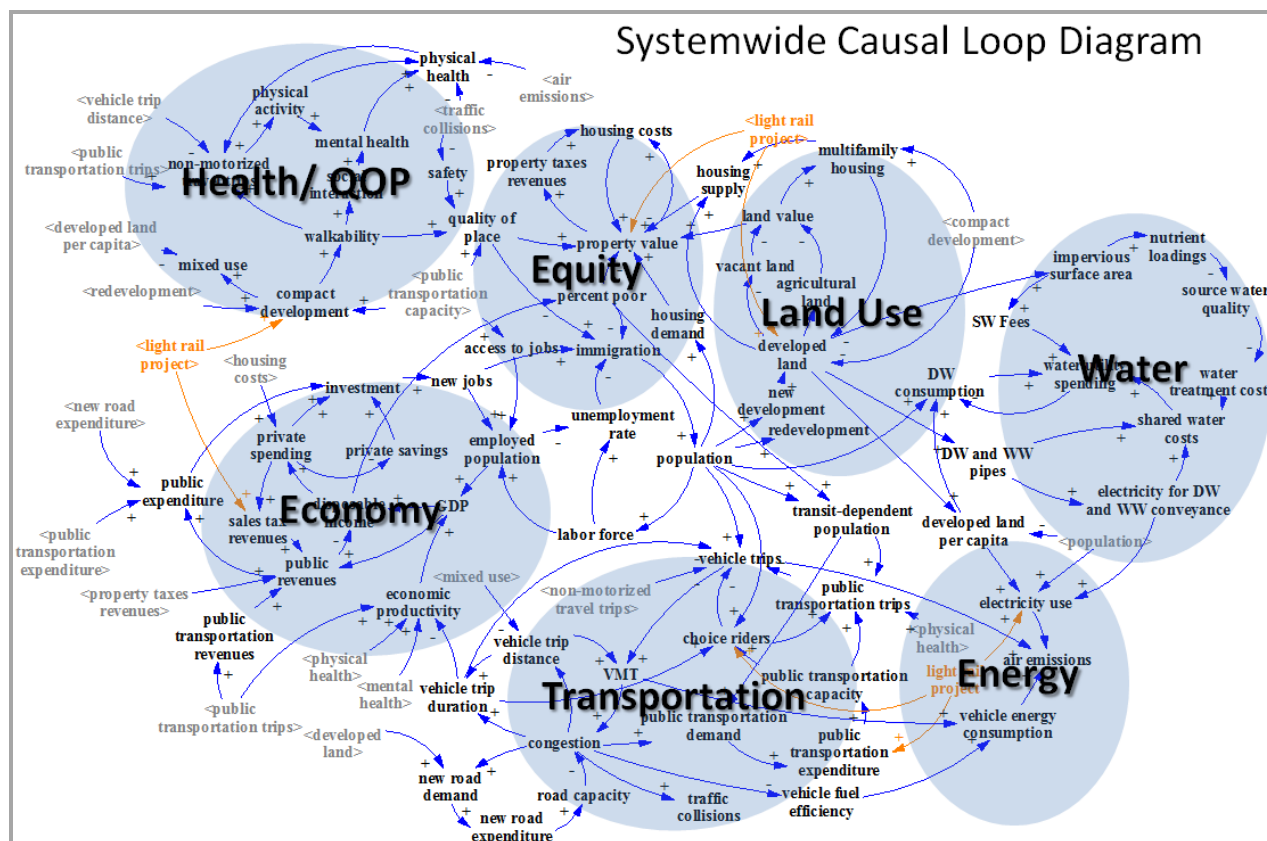 Systemwide Causal Loop Diagram
physical
health
<air
emissions>
<vehicle trip
distance>
physical
activity
<traffic
collisions>
<public
transportation trips>
non-motorized
mental health
social
interaction
safety
Health/ QOP
<developed land
per capita>
walkability
quality of
place
mixed use
<redevelopment>
compact
development
<public
transportation
capacity>
<light rail
project>
housing costs
property taxes
revenues
property value
Equity
percent poor
immigration
housing
demand
housing
supply
access to jobs
<light rail
project>
multifamily
housing
land value
<compact
development>
vacant land
agricultural
land
Land Use
developed
land
new
development
redevelopment
impervious
surface area
nutrient
loadings
source water
quality
SW Fees
Water
water utility
spending
water
treatment cost
DW
consumption
shared water
costs
DW and WW
pipes
electricity for DW
and WW conveyance
<housing
costs>
investment
new jobs
unemployment
rate
<new road
expenditure>
private
spending
private savings
employed
population
population
public
expenditure
disposable
income
GDP
Economy
sales tax
revenues
labor force
transit-dependent
population
developed land
per capita
<population>
<public
transportation
expenditure>
public
revenues
<mixed use>
vehicle trips
<property taxes
revenues>
economic
productivity
<non-motorized
travel trips>
public
transportation trips
electricity use
public
transportation
revenues
vehicle trip
distance
choice riders
<physical
health>
<physical
health>
<mental
health>
vehicle trip
duration
VMT
Transportation
public transportation
capacity
light rail
project
air emissions
Energy
<public
transportation trips>
<developed
land>
congestion
public transportation
demand
vehicle energy
consumption
public
transportation
expenditure
new road
demand
road capacity
traffic
collisions
vehicle fuel
efficiency
new road
expenditure